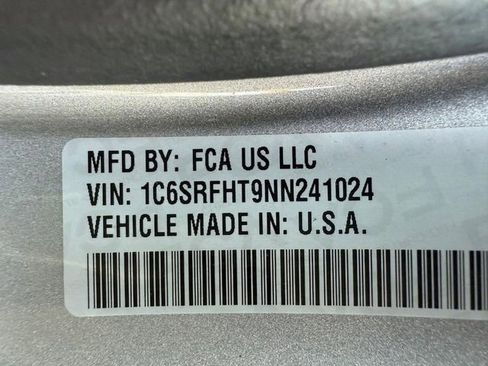 MFD BY: FCA US LLC
VIN: 1C6SRFHT9NN241024
VEHICLE MADE IN: U.S.A.